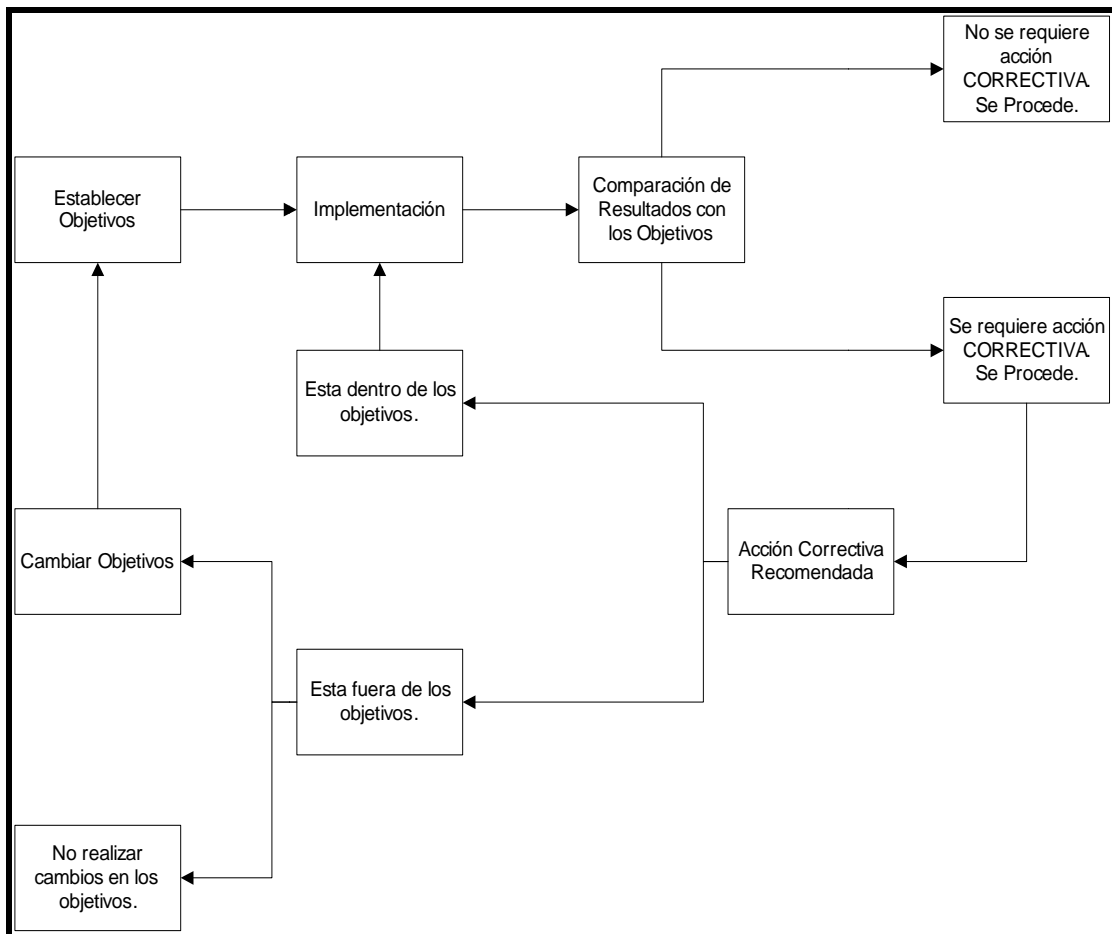 No se requiere
acción
CORRECTIVA.
Se Procede.
Establecer
Objetivos
Implementación
Comparación de
Resultados con
los Objetivos
Se requiere acción
CORRECTIVA.
Se Procede.
Esta dentro de los
objetivos.
Cambiar Objetivos
Acción Correctiva
Recomendada
Esta fuera de los
objetivos.
No realizar
cambios en los
objetivos.